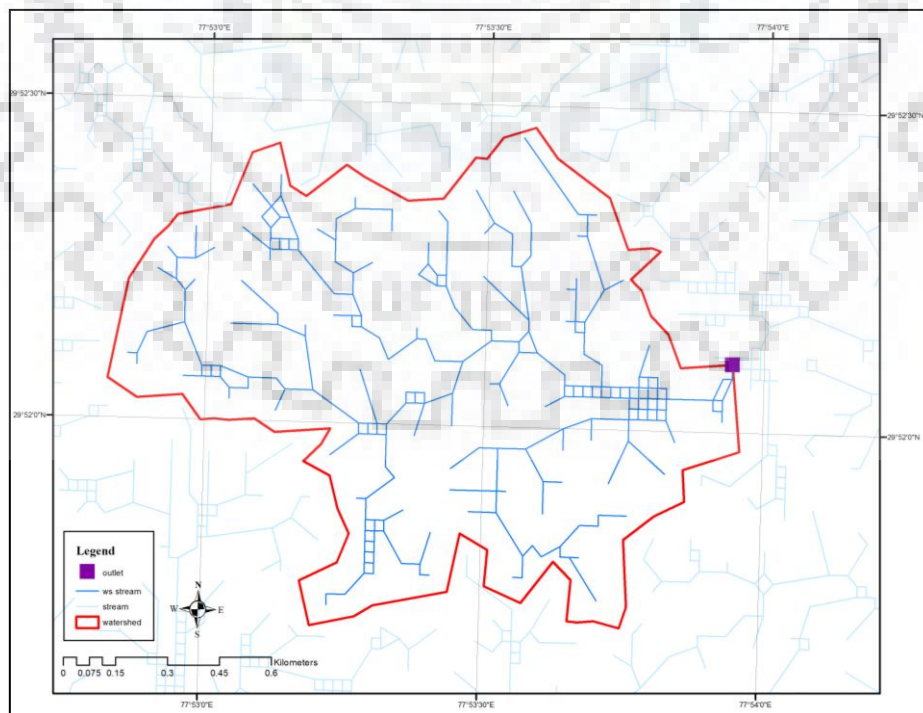 77°53'0"E 77°53'30"E 77°54'0"E
29°52'30"N 29°52'30"N
29°52'0"N 29°52'0"N
Legend
outlet
ws stream
stream
watershed
N
W E
S
Kilometers
0 0.075 0.15 0.3 0.45 0.6
77°53'0"E 77°53'30"E 77°54'0"E